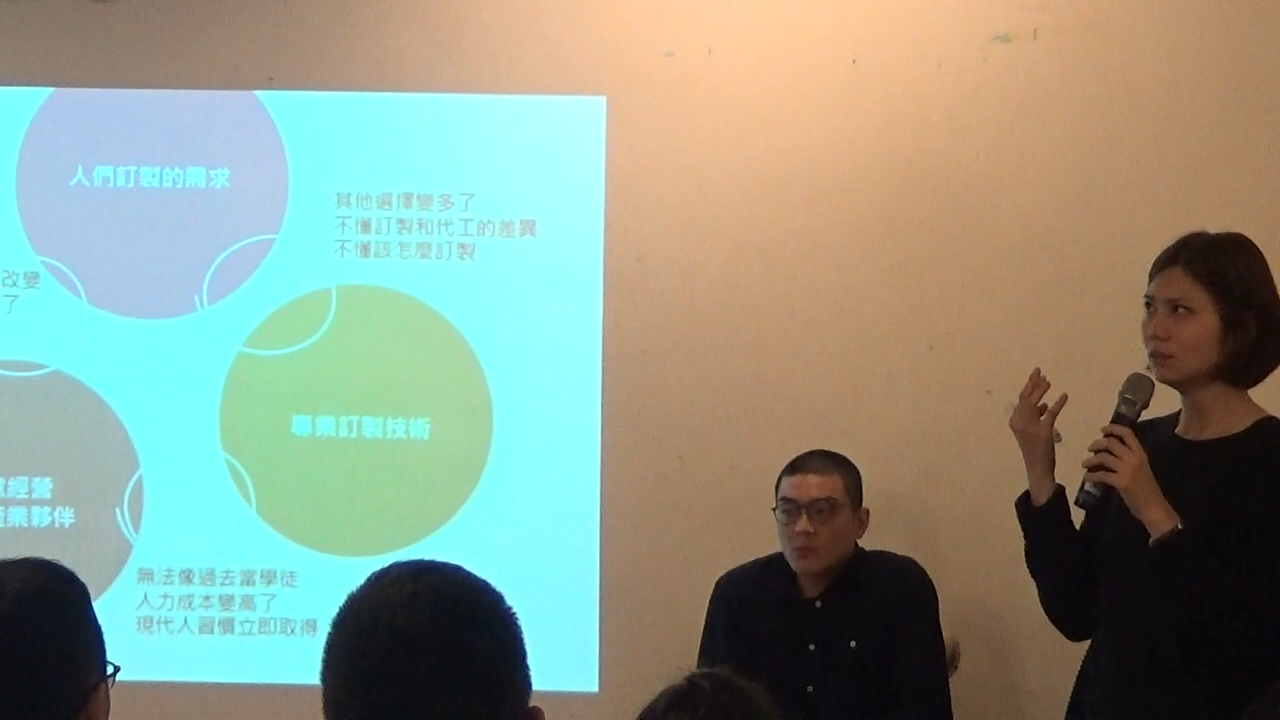 人們訂製的需求
其他選擇變多了
不懂訂製和代工的差異
不懂該怎麼訂製
改變
了
專業訂製技術
經營
業夥伴
無法像過去當學徒
人力成本變高了
現代人習慣立即取得